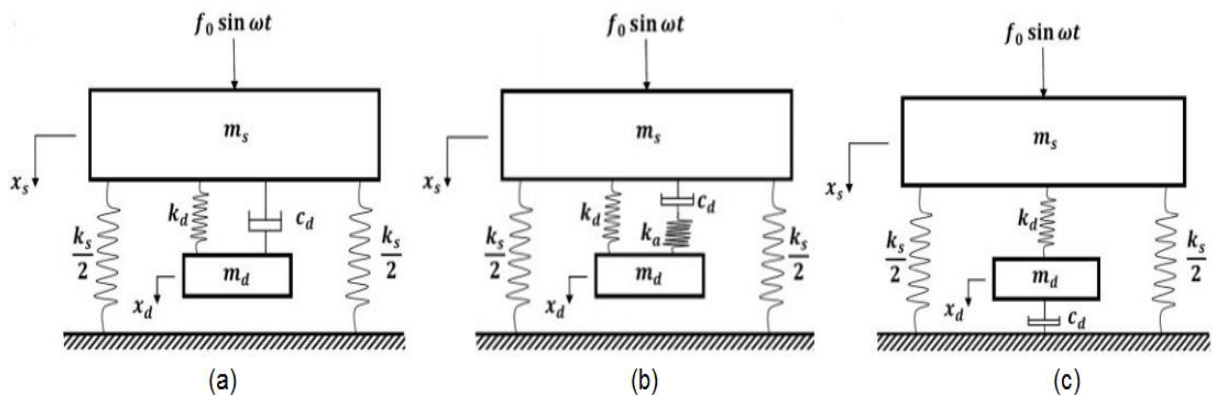 f₀ sin ωt
mₛ
xₛ
kₛ/2
k_d
c_d
kₛ/2
m_d
x_d
(a)
f₀ sin ωt
mₛ
xₛ
kₛ/2
k_d
c_d
kₐ
kₛ/2
m_d
x_d
(b)
f₀ sin ωt
mₛ
xₛ
kₛ/2
k_d
kₛ/2
m_d
x_d
c_d
(c)